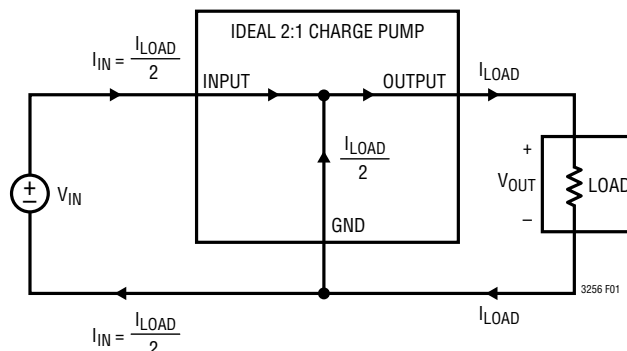 IDEAL 2:1 CHARGE PUMP
I_IN = I_LOAD
2
INPUT
OUTPUT
I_LOAD
I_LOAD
2
+
V_OUT
–
LOAD
+
–
V_IN
GND
3256 F01
I_IN = I_LOAD
2
I_LOAD